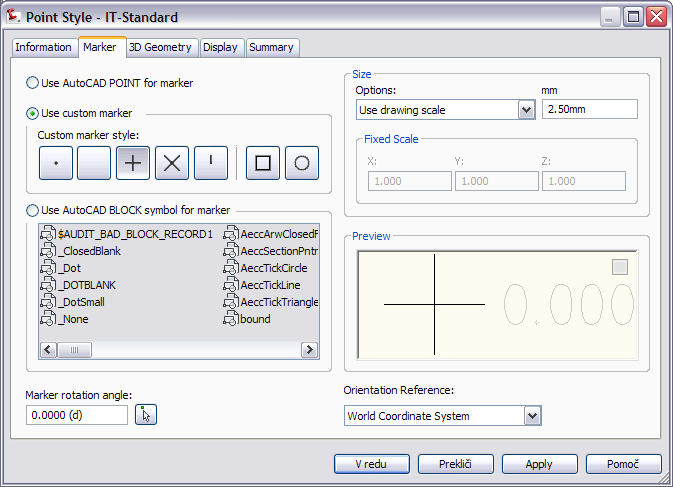 Point Style - IT-Standard
Information Marker 3D Geometry Display Summary
Use AutoCAD POINT for marker
Use custom marker
Custom marker style:
Use AutoCAD BLOCK symbol for marker
$AUDIT_BAD_BLOCK_RECORD1 AeccArwClosedF
_ClosedBlank AeccSectionPntr
_Dot AeccTickCircle
_DOTBLANK AeccTickLine
_DotSmall AeccTickTriangle
_None bound
Marker rotation angle:
0.0000 (d)
Size
Options: mm
Use drawing scale 2.50mm
Fixed Scale
X: Y: Z:
1.000 1.000 1.000
Preview
0.000
Orientation Reference:
World Coordinate System
V redu Prekliči Apply Pomoč